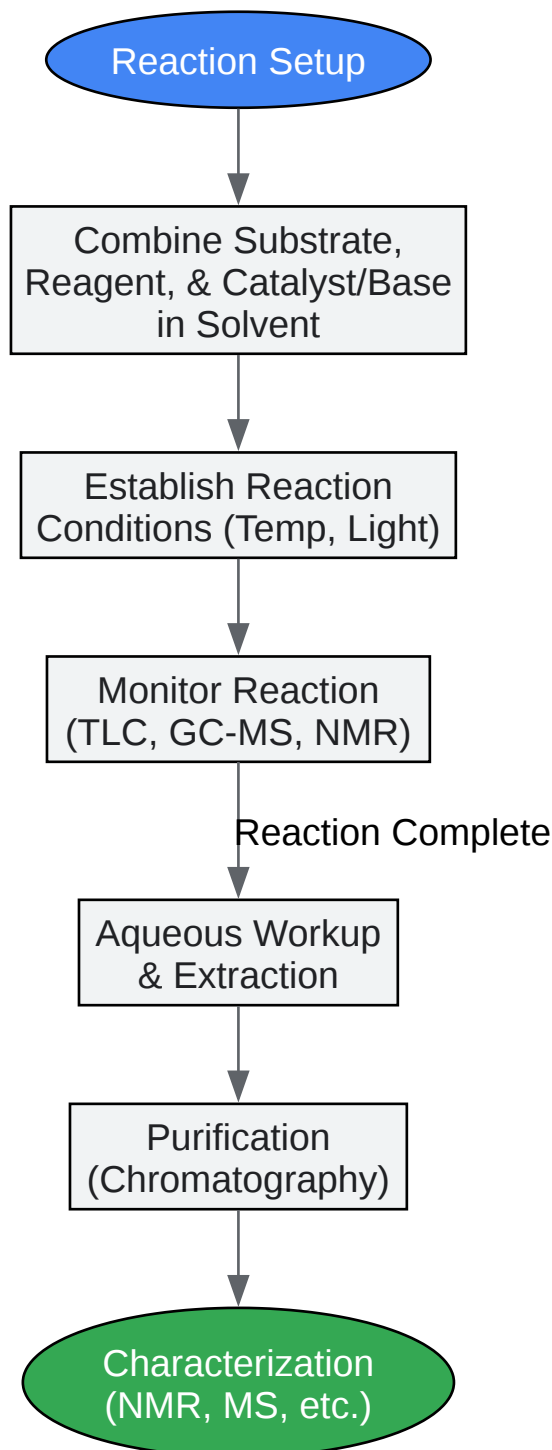 Reaction Setup
Combine Substrate,
Reagent, & Catalyst/Base
in Solvent
Establish Reaction
Conditions (Temp, Light)
Monitor Reaction
(TLC, GC-MS, NMR)
Reaction Complete
Aqueous Workup
& Extraction
Purification
(Chromatography)
Characterization
(NMR, MS, etc.)